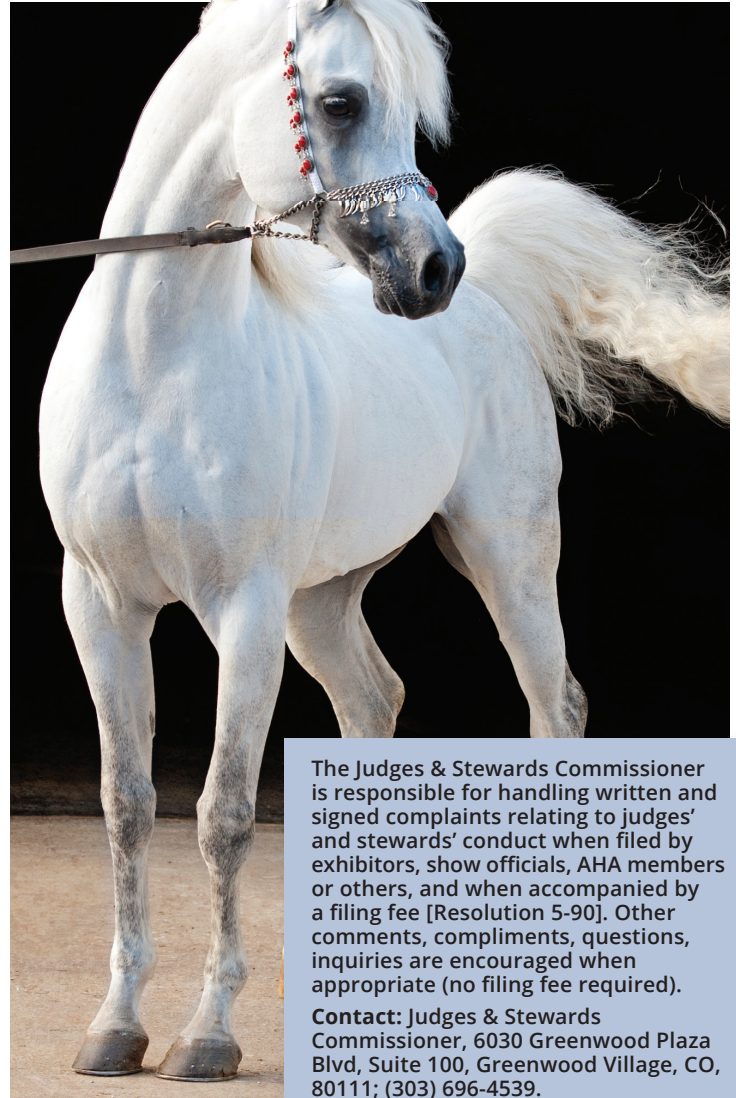 The Judges & Stewards Commissioner
is responsible for handling written and
signed complaints relating to judges’
and stewards’ conduct when filed by
exhibitors, show officials, AHA members
or others, and when accompanied by
a filing fee [Resolution 5-90]. Other
comments, compliments, questions,
inquiries are encouraged when
appropriate (no filing fee required).
Contact: Judges & Stewards
Commissioner, 6030 Greenwood Plaza
Blvd, Suite 100, Greenwood Village, CO,
80111; (303) 696-4539.